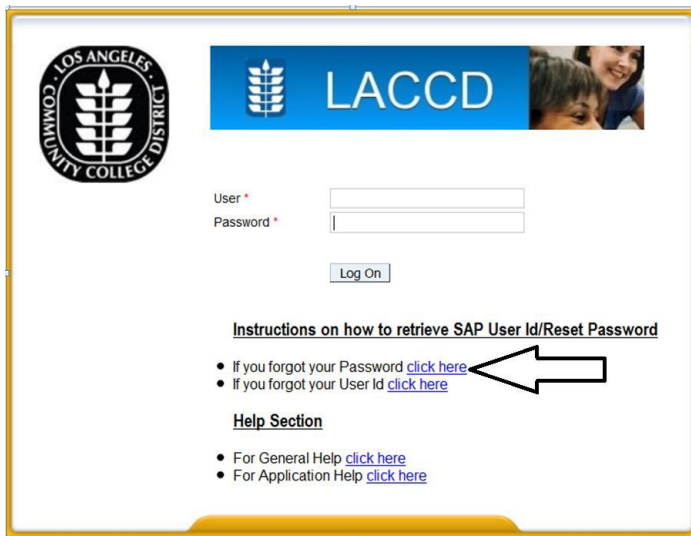 LOS ANGELES
COMMUNITY COLLEGE DISTRICT
LACCD
User *
Password *
Log On
Instructions on how to retrieve SAP User Id/Reset Password
If you forgot your Password click here
If you forgot your User Id click here
Help Section
For General Help click here
For Application Help click here